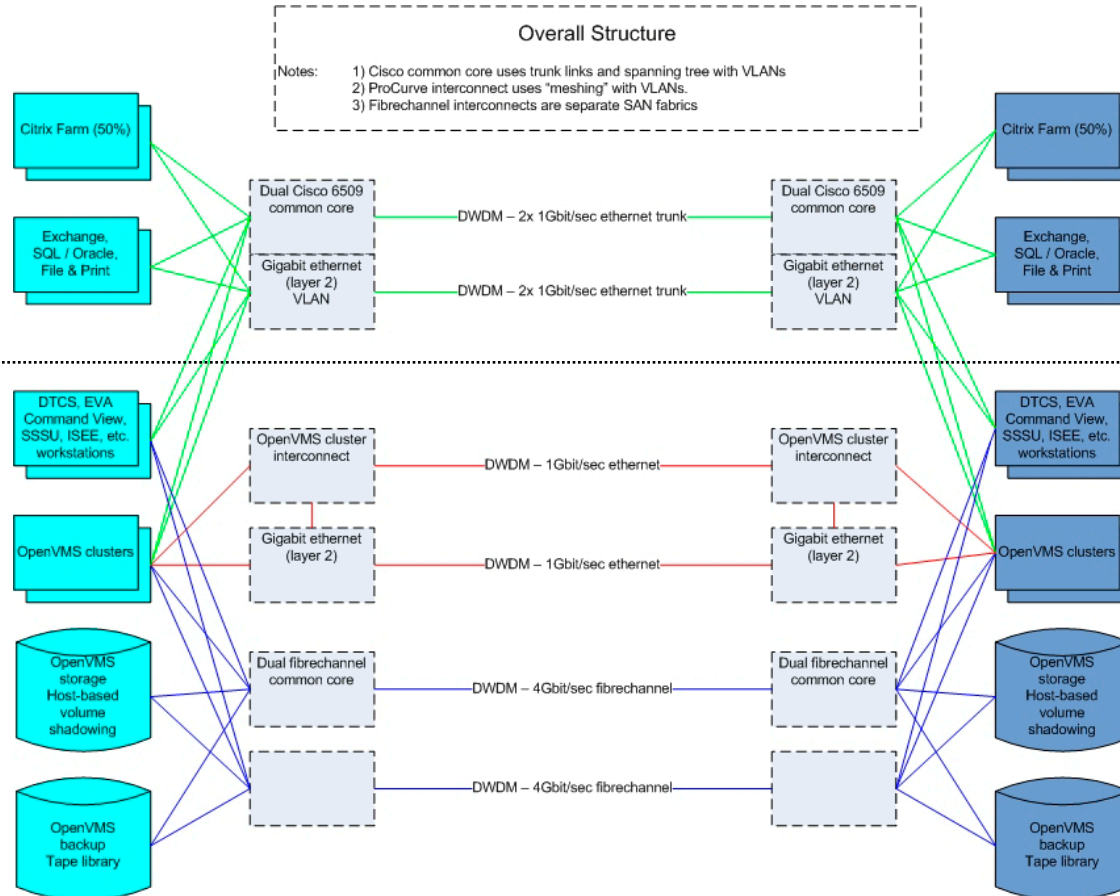 Overall Structure
Notes: 1) Cisco common core uses trunk links and spanning tree with VLANs
2) ProCurve interconnect uses "meshing" with VLANs.
3) Fibrechannel interconnects are separate SAN fabrics
Citrix Farm (50%)
Citrix Farm (50%)
Dual Cisco 6509
common core
DWDM – 2x 1Gbit/sec ethernet trunk
Dual Cisco 6509
common core
Exchange,
SQL / Oracle,
File & Print
Exchange,
SQL / Oracle,
File & Print
Gigabit ethernet
(layer 2)
VLAN
DWDM – 2x 1Gbit/sec ethernet trunk
Gigabit ethernet
(layer 2)
VLAN
DTCS, EVA
Command View,
SSSU, ISEE, etc.
workstations
DTCS, EVA
Command View,
SSSU, ISEE, etc.
workstations
OpenVMS cluster
interconnect
DWDM – 1Gbit/sec ethernet
OpenVMS cluster
interconnect
OpenVMS clusters
Gigabit ethernet
(layer 2)
DWDM – 1Gbit/sec ethernet
Gigabit ethernet
(layer 2)
OpenVMS clusters
OpenVMS
storage
Host-based
volume
shadowing
Dual fibrechannel
common core
DWDM – 4Gbit/sec fibrechannel
Dual fibrechannel
common core
OpenVMS
storage
Host-based
volume
shadowing
DWDM – 4Gbit/sec fibrechannel
OpenVMS
backup
Tape library
OpenVMS
backup
Tape library